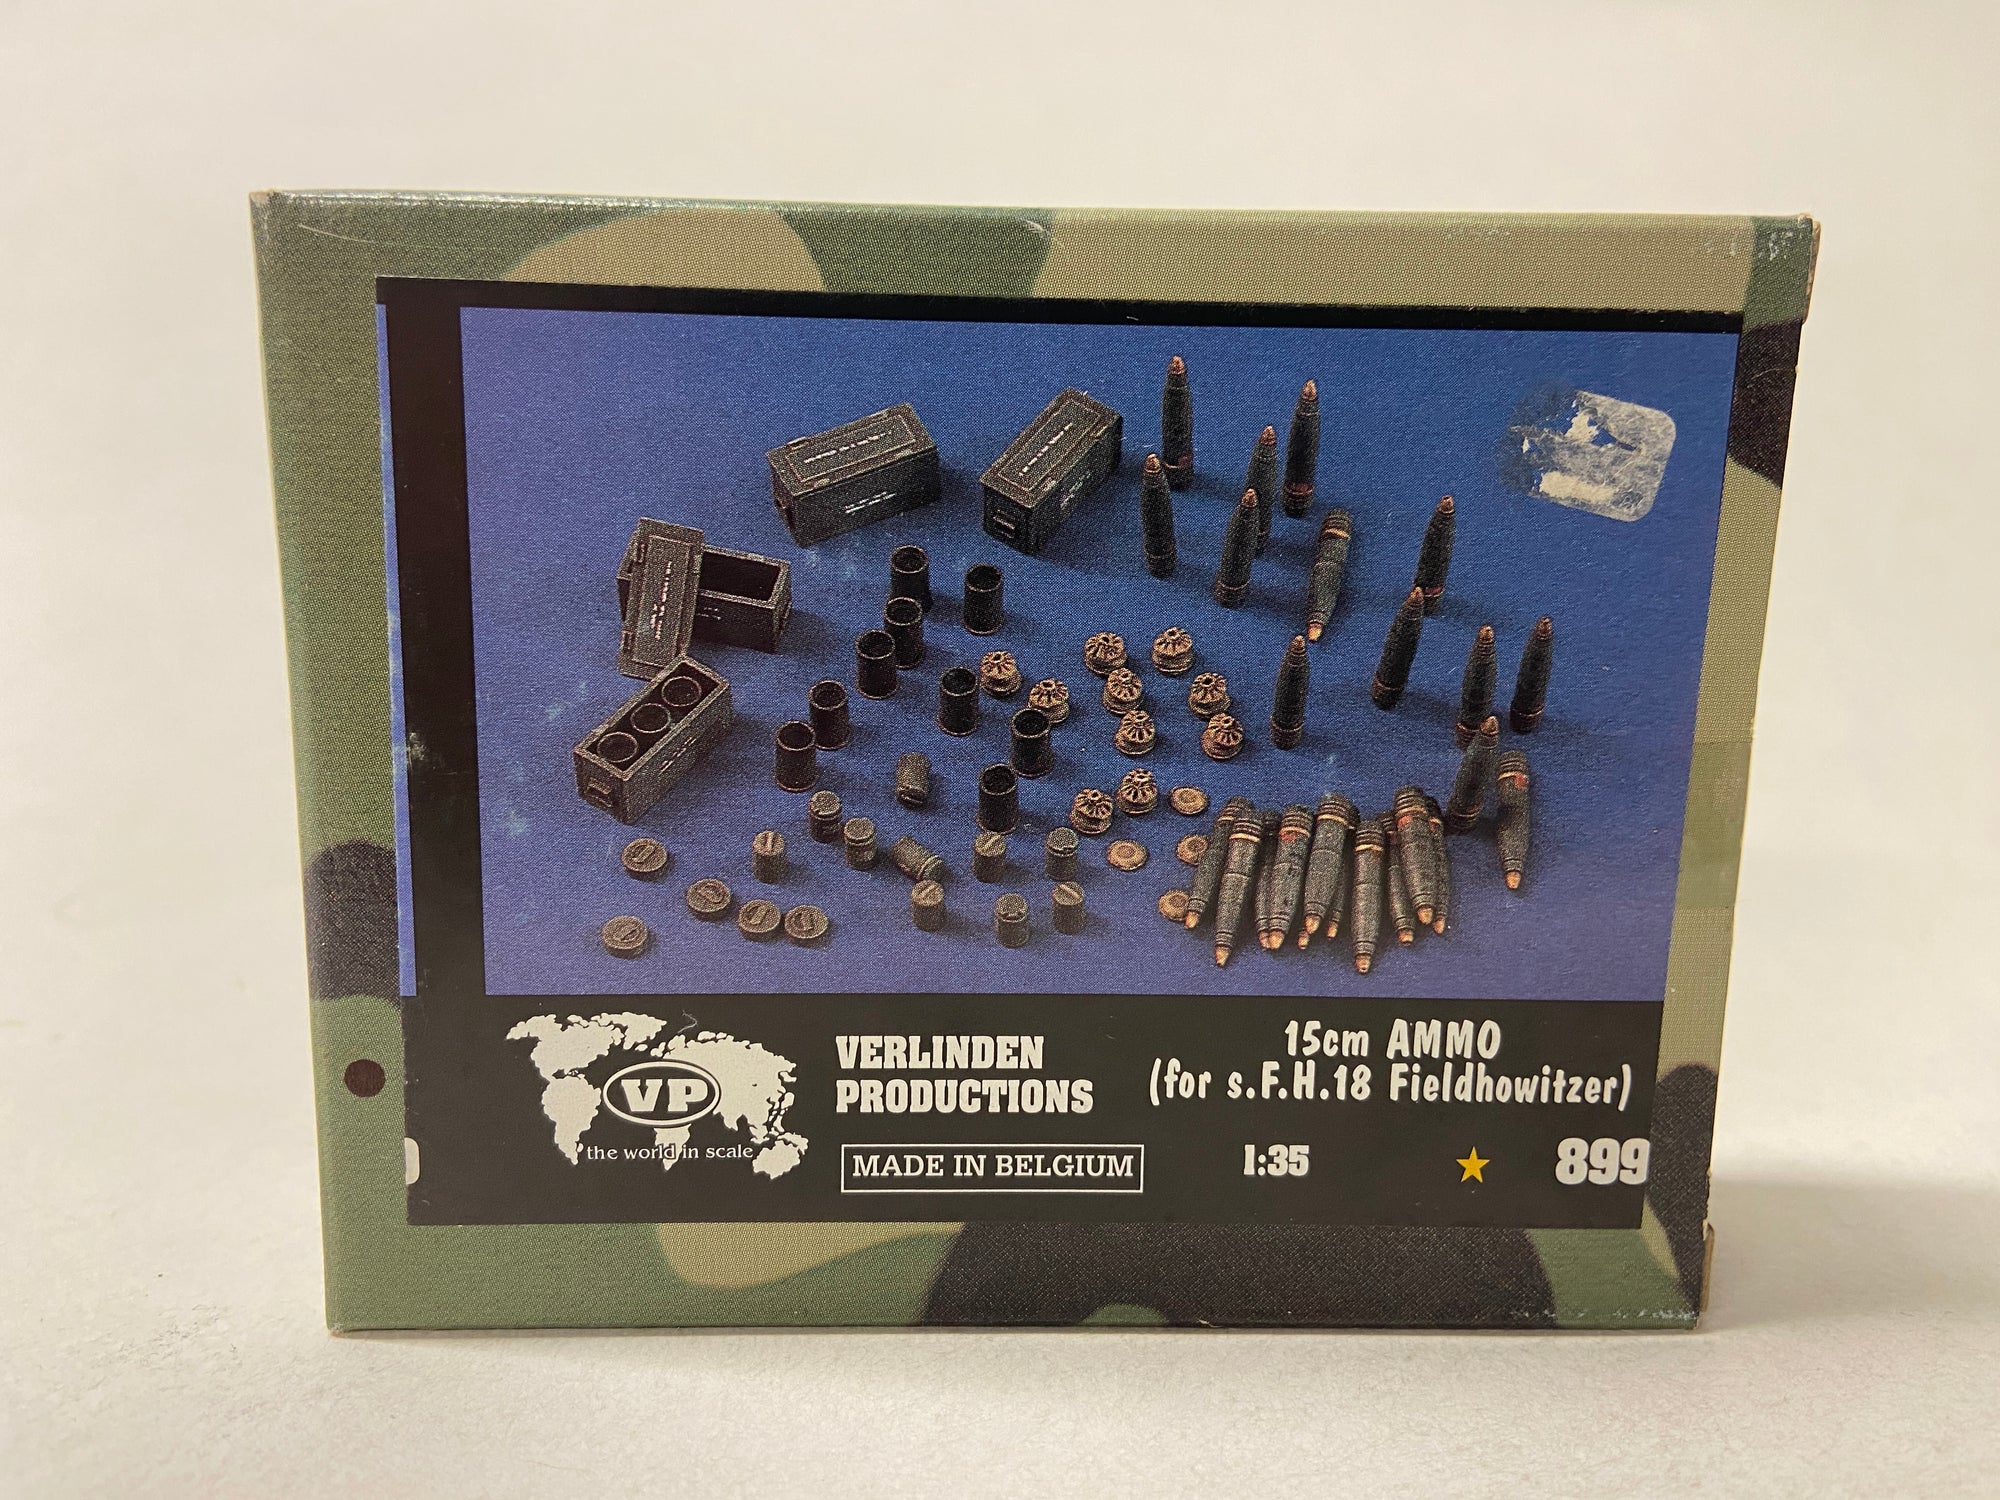 VP
the world in scale
VERLINDEN
PRODUCTIONS
MADE IN BELGIUM
15cm AMMO
(for s.F.H.18 Fieldhowitzer)
1:35
899